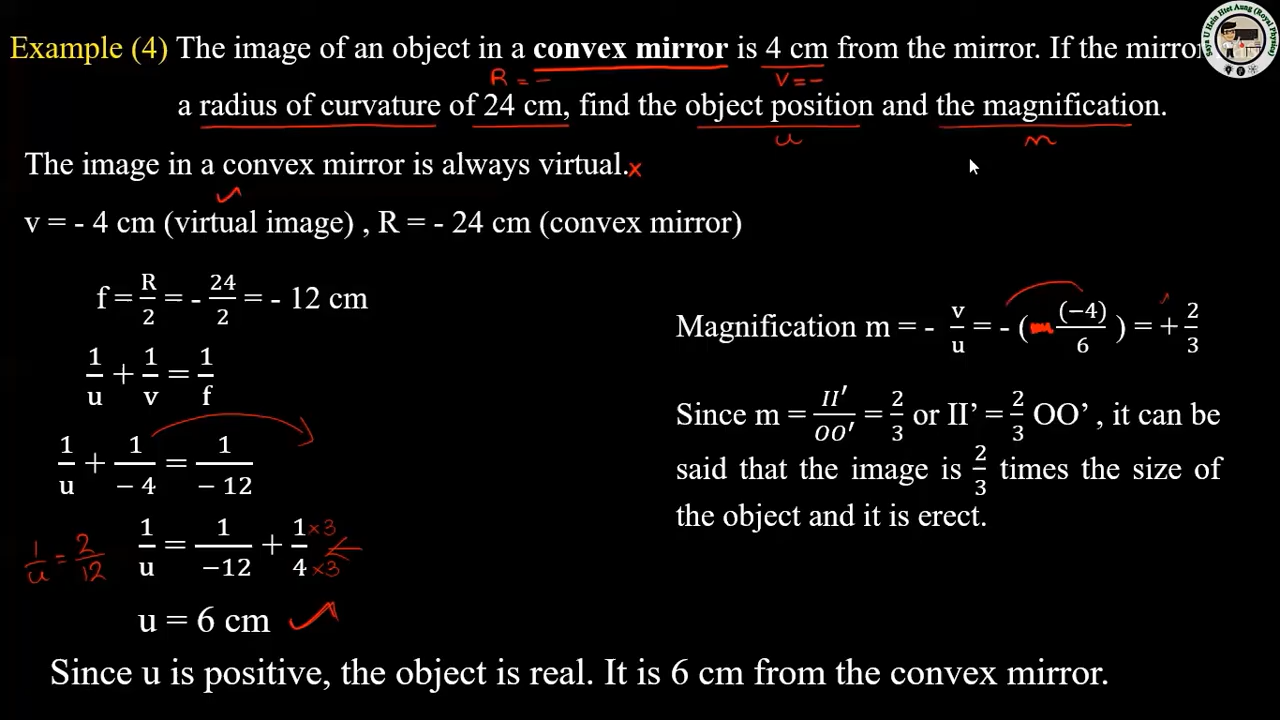 Example (4) The image of an object in a convex mirror is 4 cm from the mirror. If the mirror
R = -
v = -
a radius of curvature of 24 cm, find the object position and the magnification.
u
m
The image in a convex mirror is always virtual.x
v = - 4 cm (virtual image) , R = - 24 cm (convex mirror)
f = R/2 = - 24/2 = - 12 cm
1/u + 1/v = 1/f
1/u + 1/- 4 = 1/- 12
1/u = 1/-12 + 1/4 ×3 ×3
1/u = 2/12
u = 6 cm
Magnification m = - v/u = - ( (-4)/6 ) = + 2/3
Since m = II′/OO′ = 2/3 or II’ = 2/3 OO’ , it can be
said that the image is 2/3 times the size of
the object and it is erect.
Since u is positive, the object is real. It is 6 cm from the convex mirror.